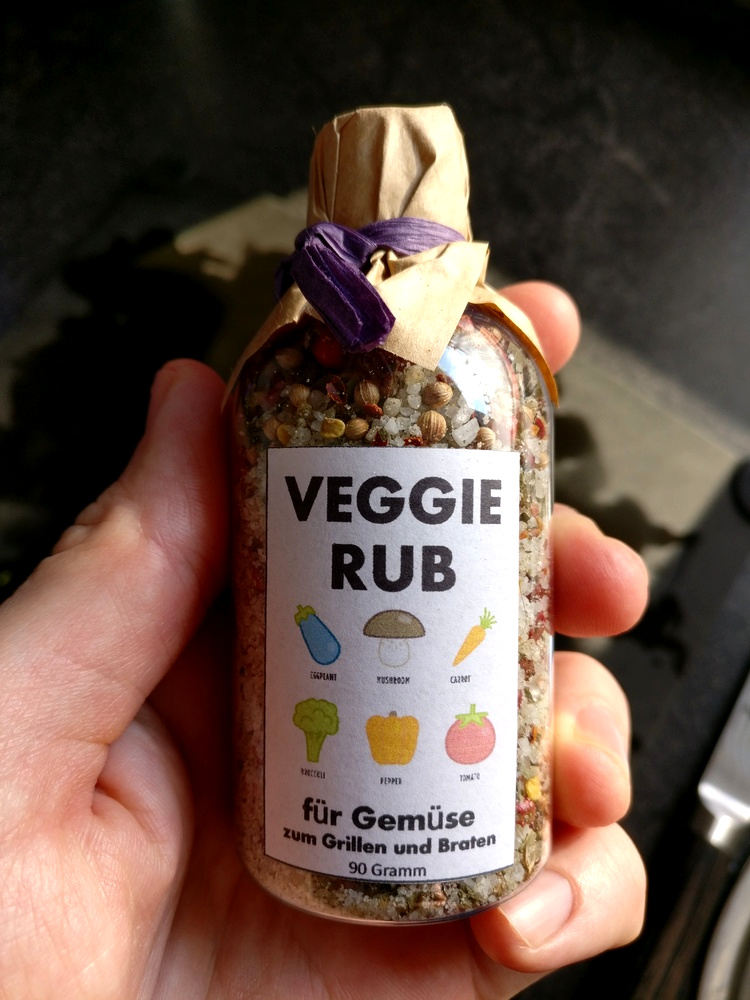 VEGGIE
RUB
EGGPLANT MUSHROOM CARROT
BROCCOLI PEPPER TOMATO
für Gemüse
zum Grillen und Braten
90 Gramm